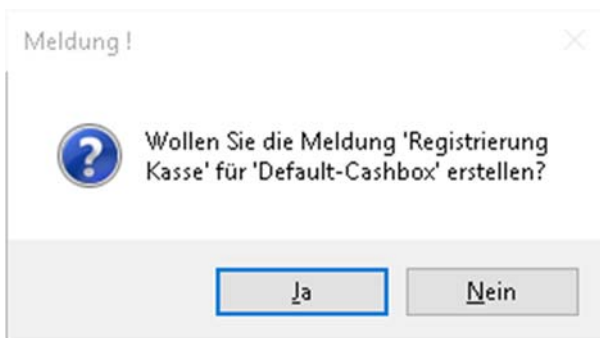 Meldung !
Wollen Sie die Meldung 'Registrierung
Kasse' für 'Default-Cashbox' erstellen?
Ja
Nein